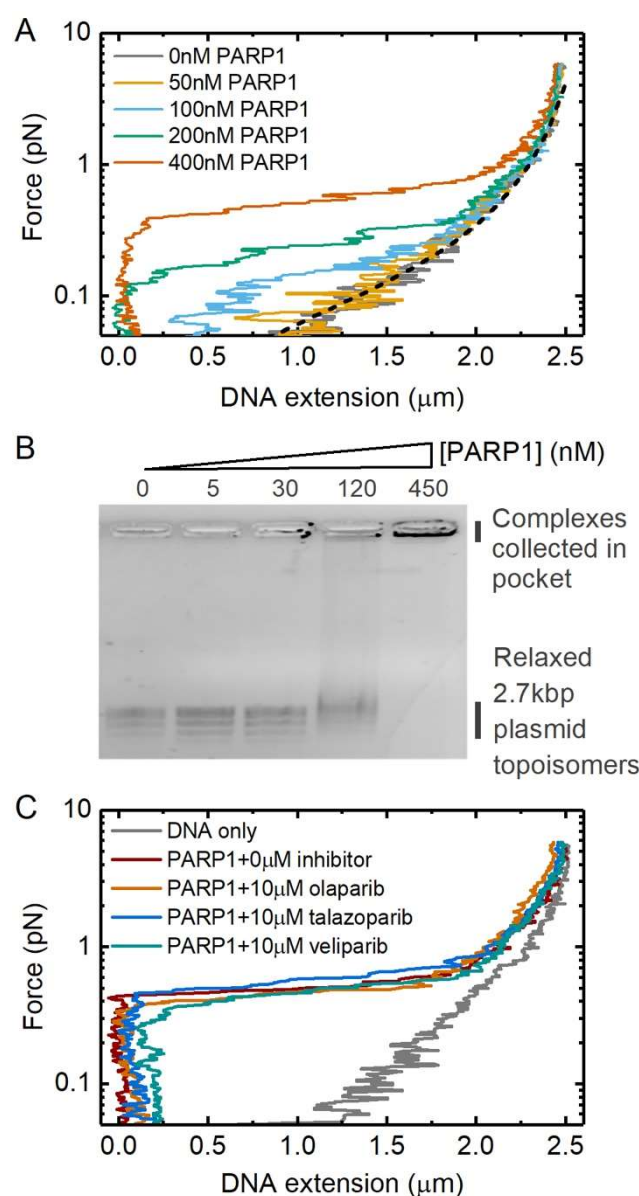 A
10
1
0.1
Force (pN)
0nM PARP1
50nM PARP1
100nM PARP1
200nM PARP1
400nM PARP1
0.0 0.5 1.0 1.5 2.0 2.5
DNA extension (μm)
B
[PARP1] (nM)
0 5 30 120 450
Complexes
collected in
pocket
Relaxed
2.7kbp
plasmid
topoisomers
C
10
1
0.1
Force (pN)
DNA only
PARP1+0μM inhibitor
PARP1+10μM olaparib
PARP1+10μM talazoparib
PARP1+10μM veliparib
0.0 0.5 1.0 1.5 2.0 2.5
DNA extension (μm)